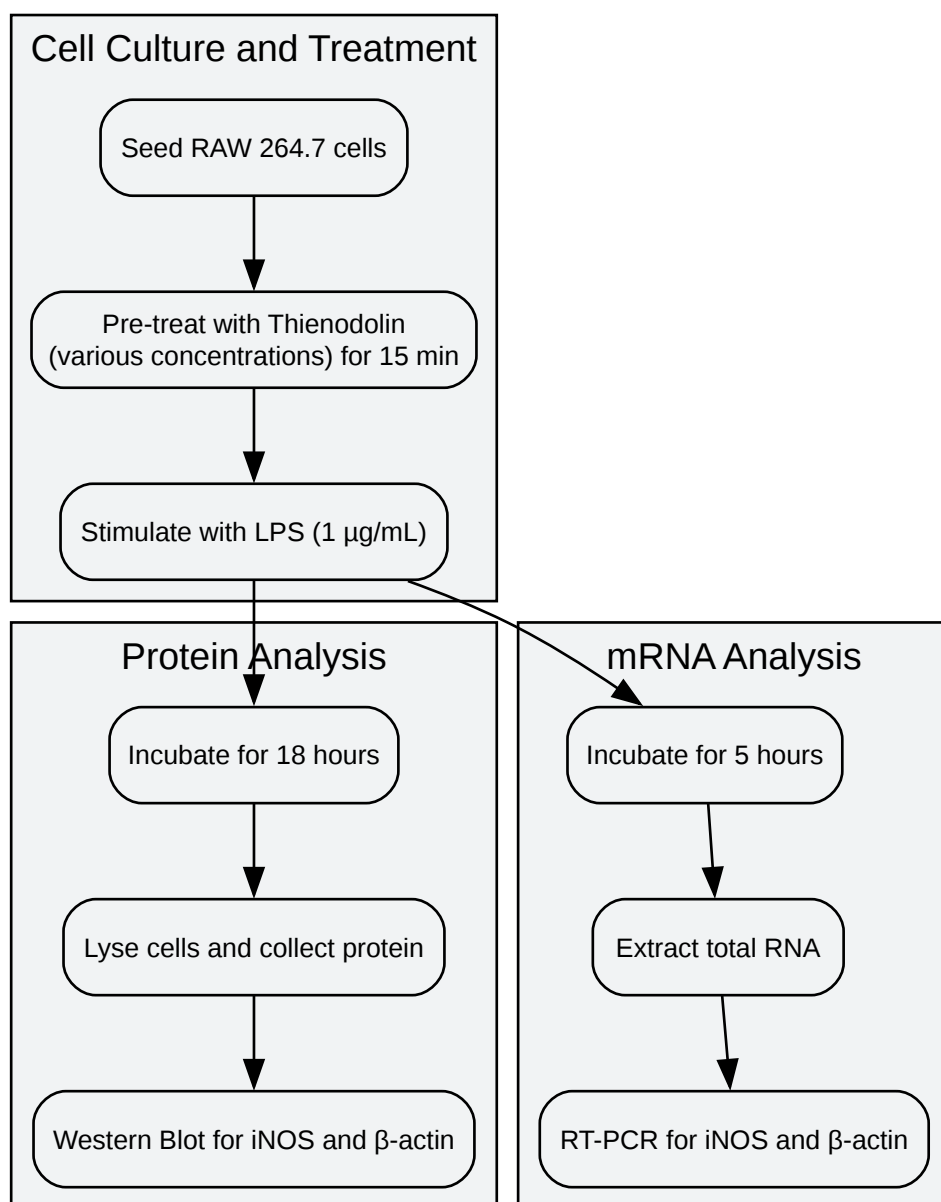 Cell Culture and Treatment
Seed RAW 264.7 cells
Pre-treat with Thienodolin
(various concentrations) for 15 min
Stimulate with LPS (1 µg/mL)
Protein Analysis
Incubate for 18 hours
Lyse cells and collect protein
Western Blot for iNOS and β-actin
mRNA Analysis
Incubate for 5 hours
Extract total RNA
RT-PCR for iNOS and β-actin